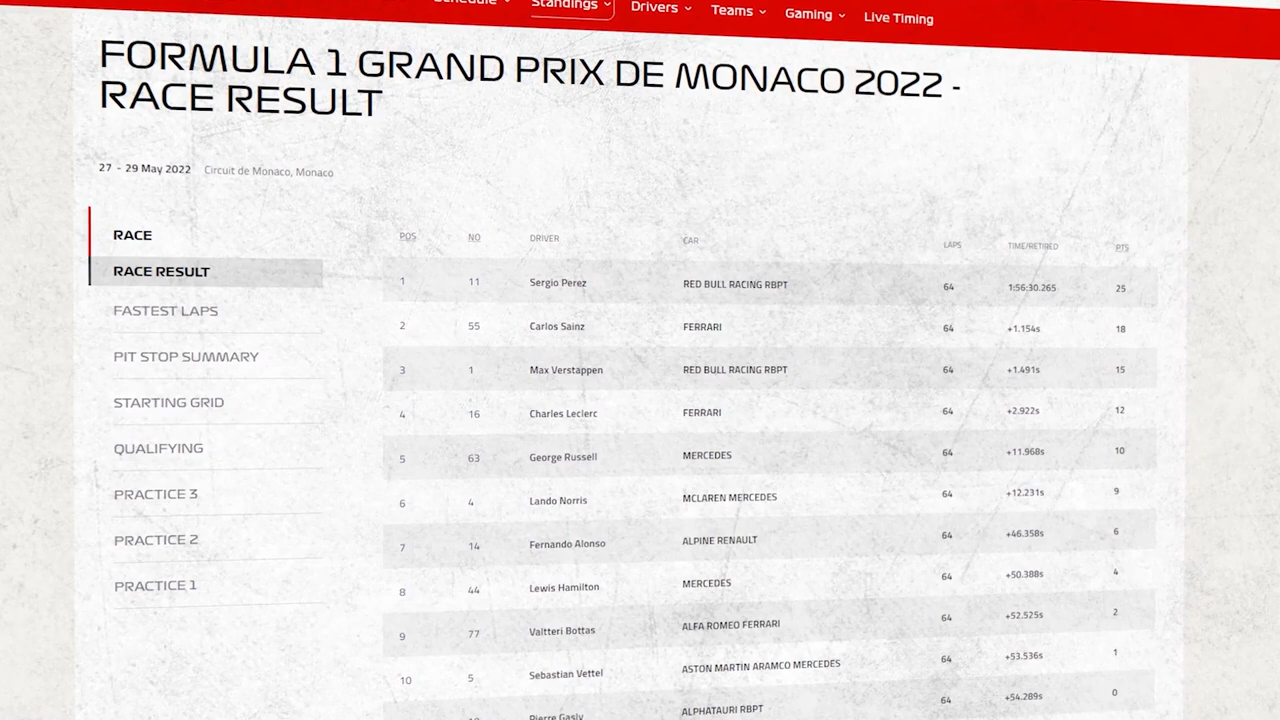 Schedule
Standings
Drivers
Teams
Gaming
Live Timing
FORMULA 1 GRAND PRIX DE MONACO 2022 -
RACE RESULT
27 - 29 May 2022 Circuit de Monaco, Monaco
RACE
RACE RESULT
FASTEST LAPS
PIT STOP SUMMARY
STARTING GRID
QUALIFYING
PRACTICE 3
PRACTICE 2
PRACTICE 1
POS NO DRIVER CAR LAPS TIME/RETIRED PTS
1 11 Sergio Perez RED BULL RACING RBPT 64 1:56:30.265 25
2 55 Carlos Sainz FERRARI 64 +1.154s 18
3 1 Max Verstappen RED BULL RACING RBPT 64 +1.491s 15
4 16 Charles Leclerc FERRARI 64 +2.922s 12
5 63 George Russell MERCEDES 64 +11.968s 10
6 4 Lando Norris MCLAREN MERCEDES 64 +12.231s 9
7 14 Fernando Alonso ALPINE RENAULT 64 +46.358s 6
8 44 Lewis Hamilton MERCEDES 64 +50.388s 4
9 77 Valtteri Bottas ALFA ROMEO FERRARI 64 +52.525s 2
10 5 Sebastian Vettel ASTON MARTIN ARAMCO MERCEDES 64 +53.536s 1
Pierre Gasly ALPHATAURI RBPT 64 +54.289s 0